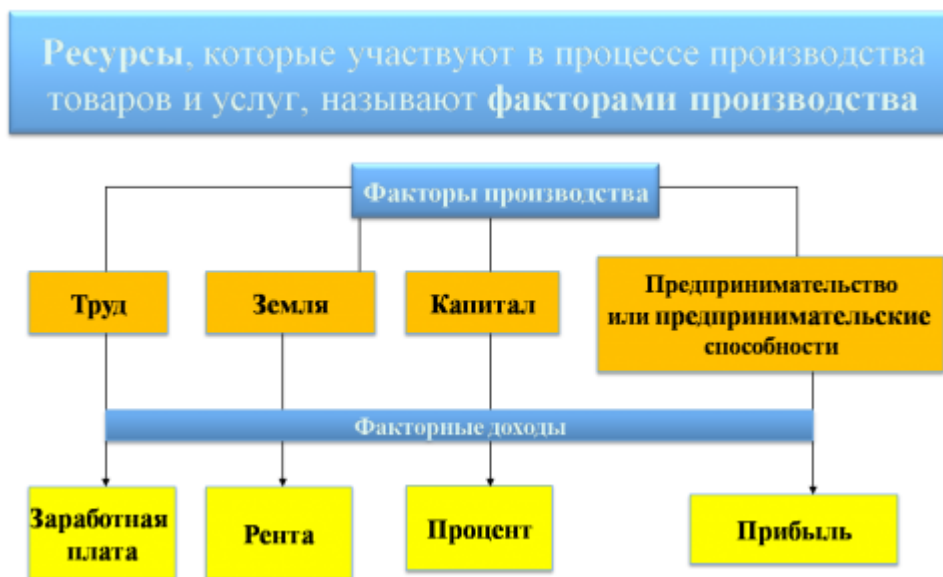 Ресурсы, которые участвуют в процессе производства
товаров и услуг, называют факторами производства
Факторы производства
Труд
Земля
Капитал
Предпринимательство
или предпринимательские
способности
Факторные доходы
Заработная
плата
Рента
Процент
Прибыль